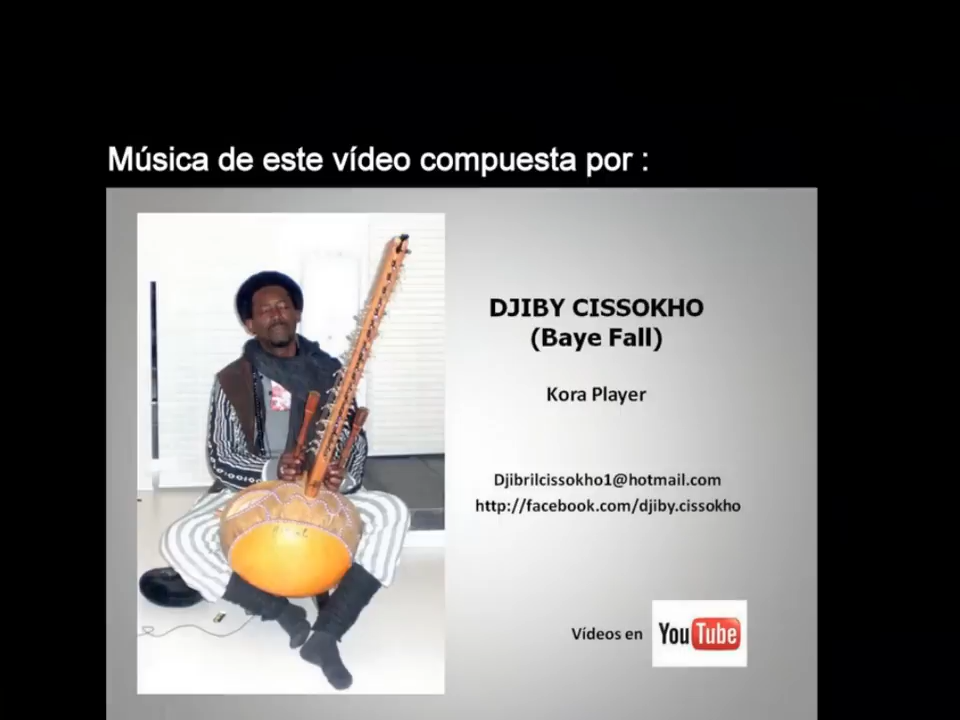 Música de este vídeo compuesta por :
DJIBY CISSOKHO
(Baye Fall)
Kora Player
Djibrilcissokho1@hotmail.com
http://facebook.com/djiby.cissokho
Vídeos en YouTube